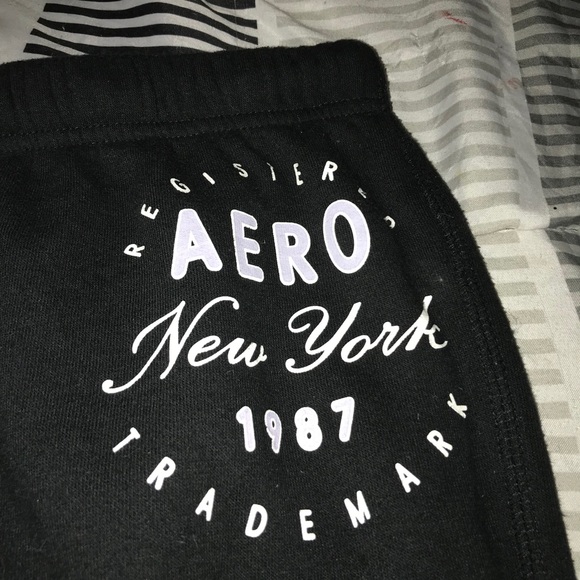 REGISTERED
AERO
New York
1987
TRADEMARK